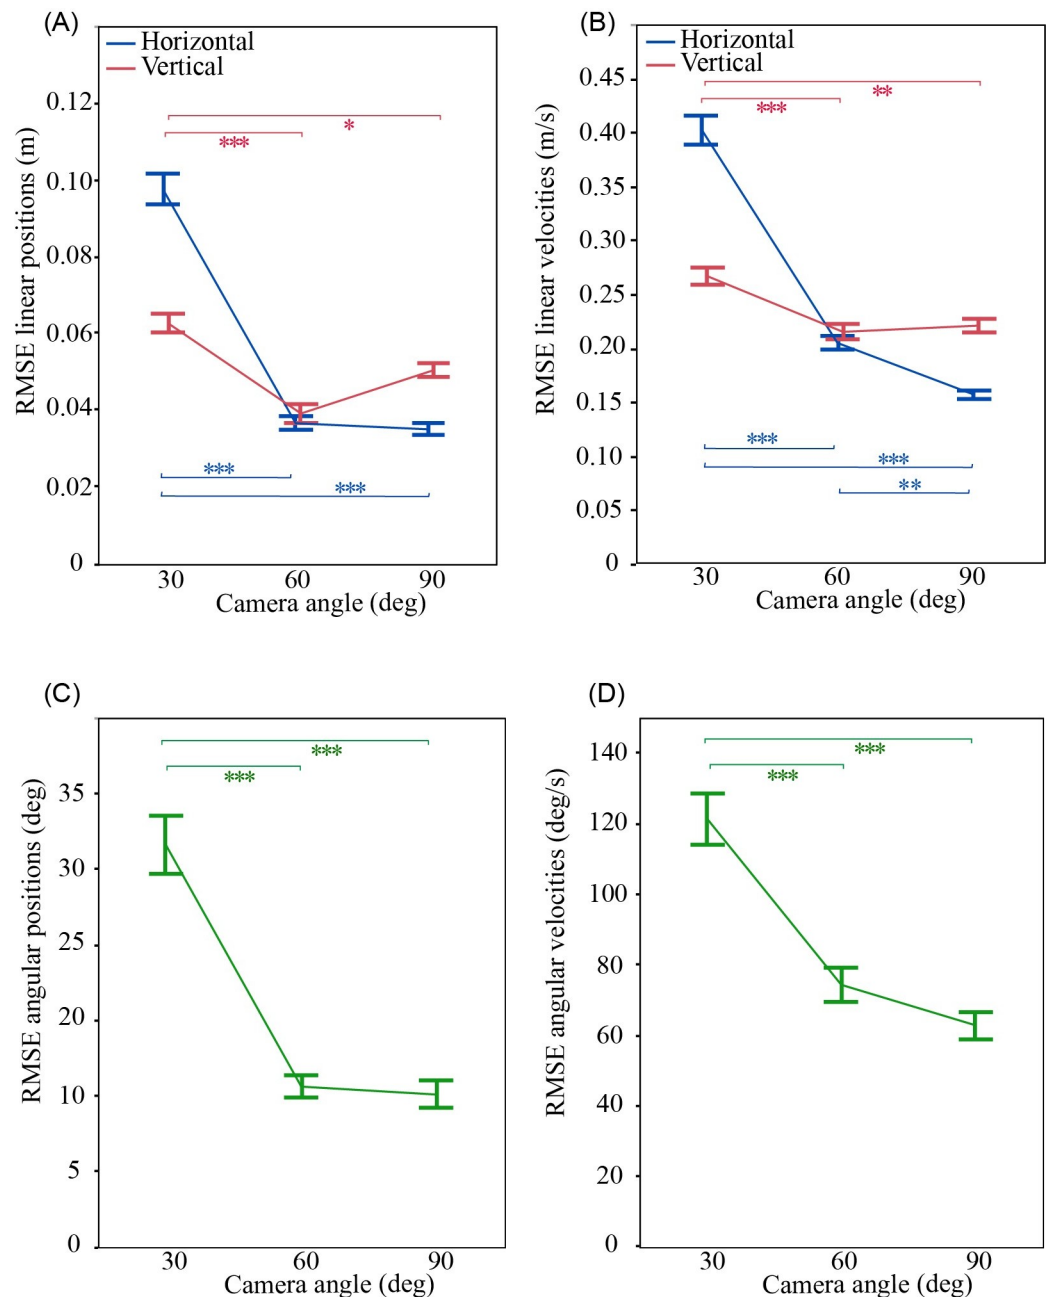 (A)
Horizontal
Vertical
RMSE linear positions (m)
0.12
0.10
0.08
0.06
0.04
0.02
0
*
***
***
***
30 60 90
Camera angle (deg)
(B)
Horizontal
Vertical
RMSE linear velocities (m/s)
0.45
0.40
0.35
0.30
0.25
0.20
0.15
0.10
0.05
0
**
***
***
***
**
30 60 90
Camera angle (deg)
(C)
RMSE angular positions (deg)
35
30
25
20
10
5
0
***
***
30 60 90
Camera angle (deg)
(D)
RMSE angular velocities (deg/s)
140
120
100
80
60
40
20
0
***
***
30 60 90
Camera angle (deg)